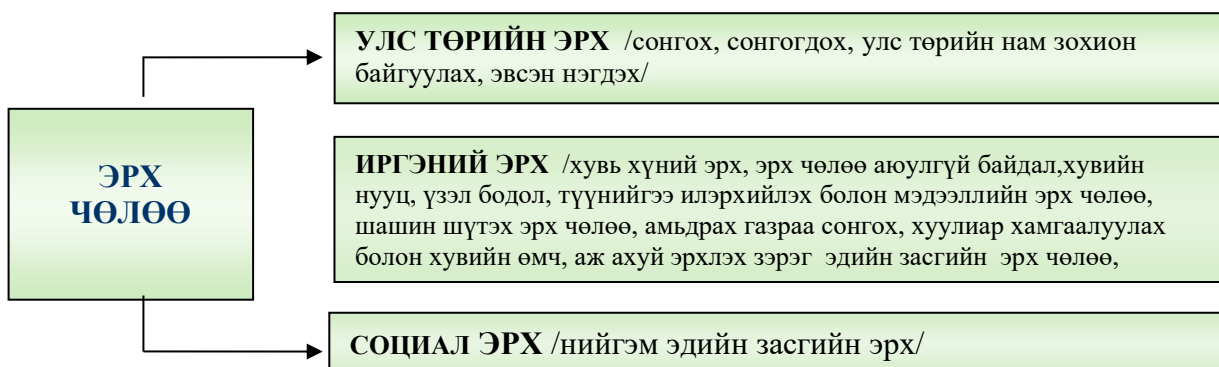 УЛС ТӨРИЙН ЭРХ /сонгох, сонгогдох, улс төрийн нам зохион
байгуулах, эвсэн нэгдэх/
ЭРХ
ЧӨЛӨӨ
ИРГЭНИЙ ЭРХ /хувь хүний эрх, эрх чөлөө аюулгүй байдал,хувийн
нууц, үзэл бодол, түүнийгээ илэрхийлэх болон мэдээллийн эрх чөлөө,
шашин шүтэх эрх чөлөө, амьдрах газраа сонгох, хуулиар хамгаалуулах
болон хувийн өмч, аж ахуй эрхлэх зэрэг эдийн засгийн эрх чөлөө,
СОЦИАЛ ЭРХ /нийгэм эдийн засгийн эрх/